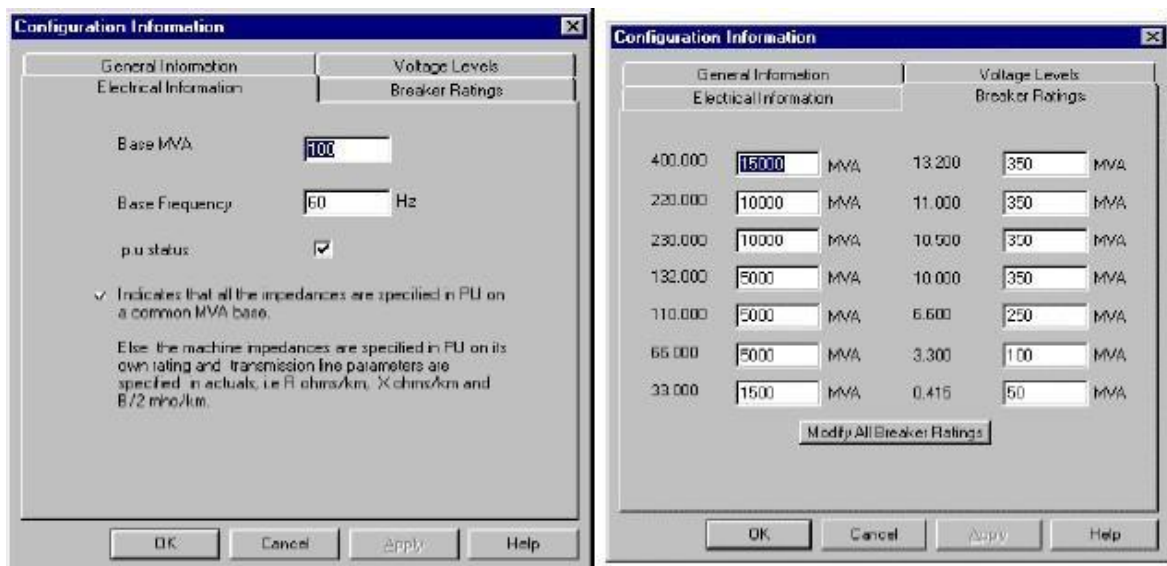 Configuration Information
General Information
Voltage Levels
Electrical Information
Breaker Ratings
Base MVA
100
Base Frequency
60
Hz
p.u status
Indicates that all the impedances are specified in PU on
a common MVA base.
Else the machine impedances are specified in PU on its
own rating and transmission line parameters are
specified in actuals, i.e R ohms/km, X ohms/km and
B/2 mho/km.
OK
Cancel
Apply
Help
Configuration Information
General Information
Voltage Levels
Electrical Information
Breaker Ratings
400.000 15000 MVA 13.200 350 MVA
220.000 10000 MVA 11.000 350 MVA
230.000 10000 MVA 10.500 350 MVA
132.000 5000 MVA 10.000 350 MVA
110.000 5000 MVA 6.600 250 MVA
66.000 5000 MVA 3.300 100 MVA
33.000 1500 MVA 0.415 50 MVA
Modify All Breaker Ratings
OK
Cancel
Apply
Help